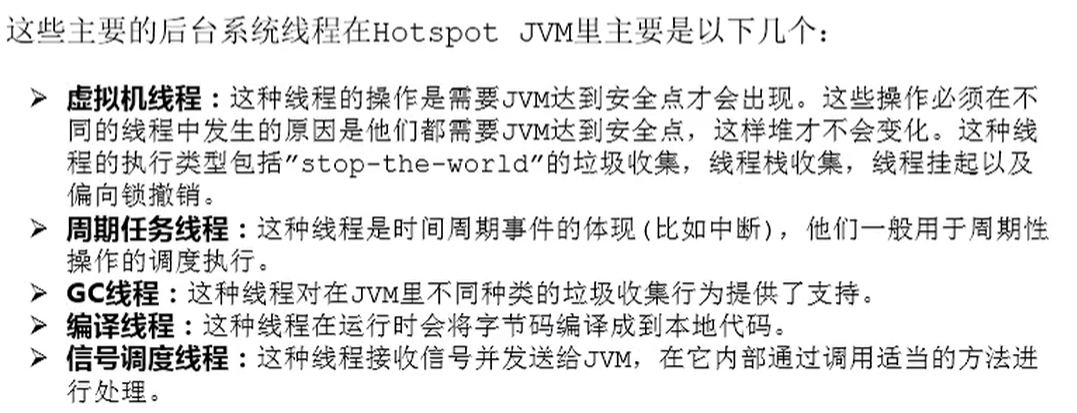 这些主要的后台系统线程在Hotspot JVM里主要是以下几个：
➢ 虚拟机线程：这种线程的操作是需要JVM达到安全点才会出现。这些操作必须在不
同的线程中发生的原因是他们都需要JVM达到安全点，这样堆才不会变化。这种线
程的执行类型包括”stop-the-world”的垃圾收集，线程栈收集，线程挂起以及
偏向锁撤销。
➢ 周期任务线程：这种线程是时间周期事件的体现(比如中断)，他们一般用于周期性
操作的调度执行。
➢ GC线程：这种线程对在JVM里不同种类的垃圾收集行为提供了支持。
➢ 编译线程：这种线程在运行时会将字节码编译成到本地代码。
➢ 信号调度线程：这种线程接收信号并发送给JVM，在它内部通过调用适当的方法进
行处理。